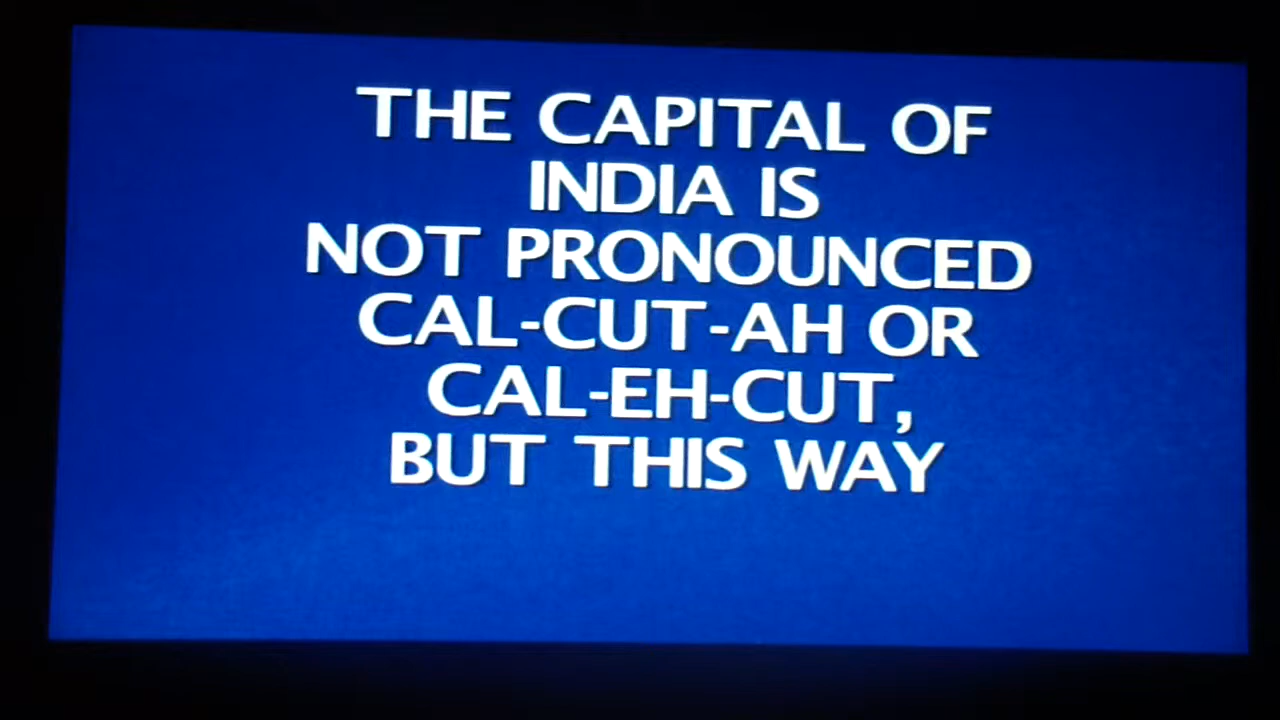 THE CAPITAL OF
INDIA IS
NOT PRONOUNCED
CAL-CUT-AH OR
CAL-EH-CUT,
BUT THIS WAY